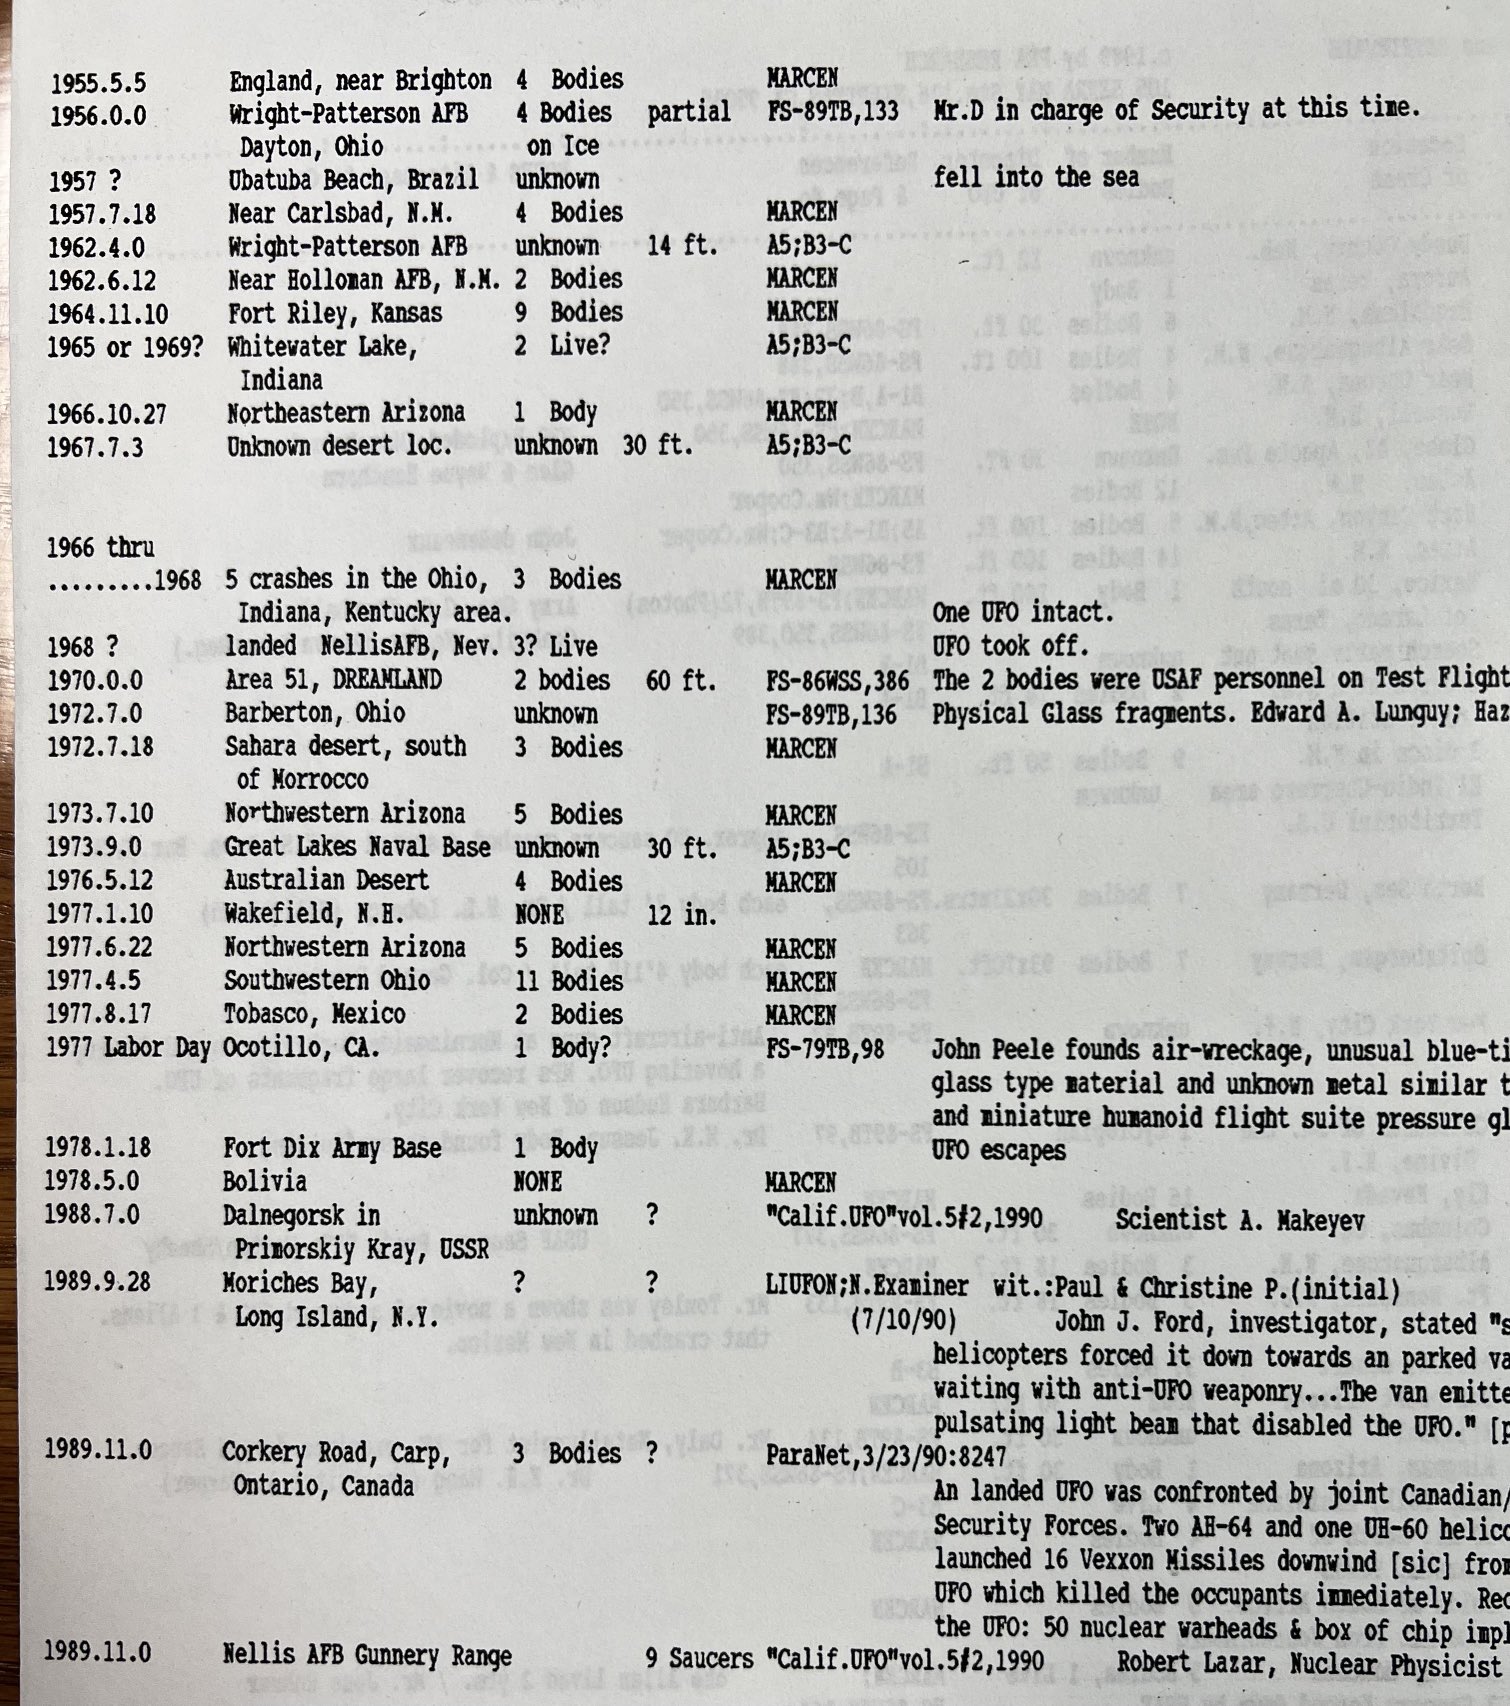 1955.5.5 England, near Brighton 4 Bodies MARCEN
1956.0.0 Wright-Patterson AFB 4 Bodies partial FS-89TB,133 Mr.D in charge of Security at this time.
Dayton, Ohio on Ice
1957 ? Ubatuba Beach, Brazil unknown fell into the sea
1957.7.18 Near Carlsbad, N.M. 4 Bodies MARCEN
1962.4.0 Wright-Patterson AFB unknown 14 ft. A5;B3-C
1962.6.12 Near Holloman AFB, N.M. 2 Bodies MARCEN
1964.11.10 Fort Riley, Kansas 9 Bodies MARCEN
1965 or 1969? Whitewater Lake, 2 Live? A5;B3-C
Indiana
1966.10.27 Northeastern Arizona 1 Body MARCEN
1967.7.3 Unknown desert loc. unknown 30 ft. A5;B3-C
1966 thru
.........1968 5 crashes in the Ohio, 3 Bodies MARCEN
Indiana, Kentucky area. One UFO intact.
1968 ? landed NellisAFB, Nev. 3? Live UFO took off.
1970.0.0 Area 51, DREAMLAND 2 bodies 60 ft. FS-86WSS,386 The 2 bodies were USAF personnel on Test Flight
1972.7.0 Barberton, Ohio unknown FS-89TB,136 Physical Glass fragments. Edward A. Lunguy; Haz
1972.7.18 Sahara desert, south 3 Bodies MARCEN
of Morrocco
1973.7.10 Northwestern Arizona 5 Bodies MARCEN
1973.9.0 Great Lakes Naval Base unknown 30 ft. A5;B3-C
1976.5.12 Australian Desert 4 Bodies MARCEN
1977.1.10 Wakefield, N.H. NONE 12 in.
1977.6.22 Northwestern Arizona 5 Bodies MARCEN
1977.4.5 Southwestern Ohio 11 Bodies MARCEN
1977.8.17 Tobasco, Mexico 2 Bodies MARCEN
1977 Labor Day Ocotillo, CA. 1 Body? FS-79TB,98 John Peele founds air-wreckage, unusual blue-ti
glass type material and unknown metal similar t
and miniature humanoid flight suite pressure gl
1978.1.18 Fort Dix Army Base 1 Body UFO escapes
1978.5.0 Bolivia NONE MARCEN
1988.7.0 Dalnegorsk in unknown ? "Calif.UFO"vol.5#2,1990 Scientist A. Makeyev
Primorskiy Kray, USSR
1989.9.28 Moriches Bay, ? ? LIUFON;N.Examiner wit.:Paul & Christine P.(initial)
Long Island, N.Y. (7/10/90) John J. Ford, investigator, stated "s
helicopters forced it down towards an parked va
waiting with anti-UFO weaponry...The van emitte
pulsating light beam that disabled the UFO." [p
1989.11.0 Corkery Road, Carp, 3 Bodies ? ParaNet,3/23/90:8247
Ontario, Canada An landed UFO was confronted by joint Canadian/
Security Forces. Two AH-64 and one UH-60 helico
launched 16 Vexxon Missiles downwind [sic] from
UFO which killed the occupants immediately. Rec
the UFO: 50 nuclear warheads & box of chip impl
1989.11.0 Nellis AFB Gunnery Range 9 Saucers "Calif.UFO"vol.5#2,1990 Robert Lazar, Nuclear Physicist